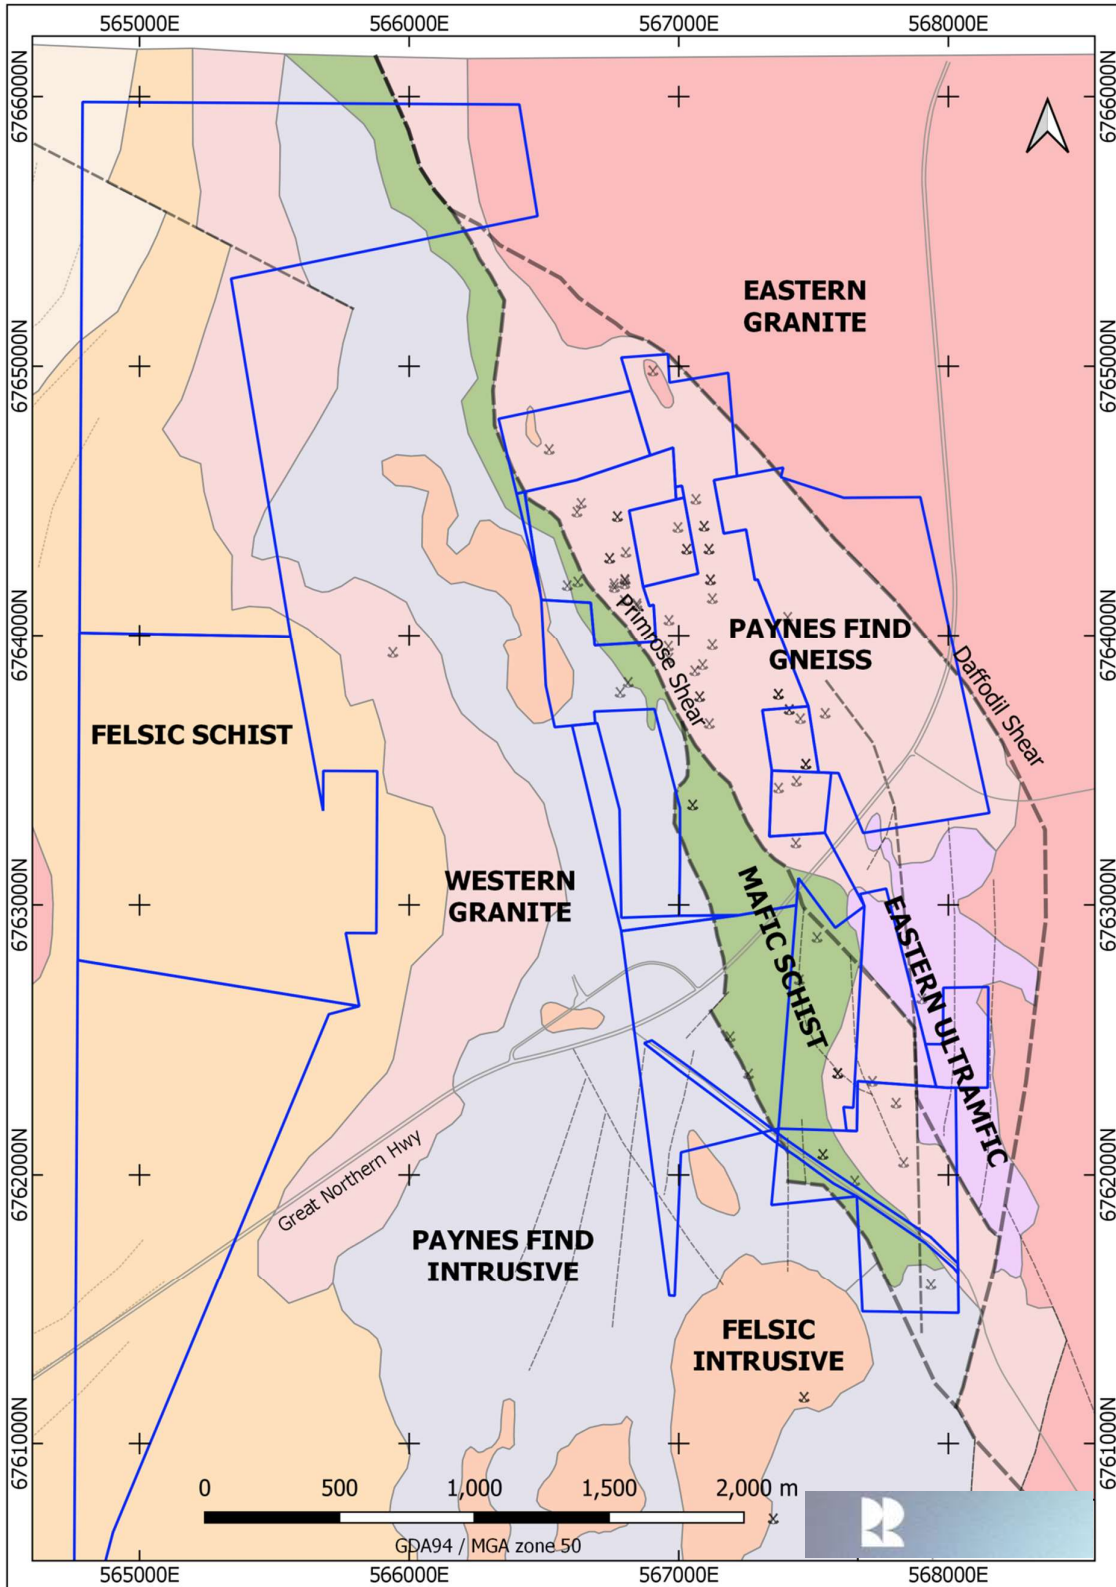 565000E 566000E 567000E 568000E
6766000N 6766000N
EASTERN
GRANITE
6765000N 6765000N
Primrose Shear
PAYNES FIND
GNEISS
6764000N 6764000N
Daffodil Shear
FELSIC SCHIST
WESTERN
GRANITE
MAFIC SCHIST
EASTERN ULTRAMFIC
6763000N 6763000N
Great Northern Hwy
6762000N 6762000N
PAYNES FIND
INTRUSIVE
FELSIC
INTRUSIVE
6761000N 6761000N
0 500 1,000 1,500 2,000 m
GDA94 / MGA zone 50
565000E 566000E 567000E 568000E